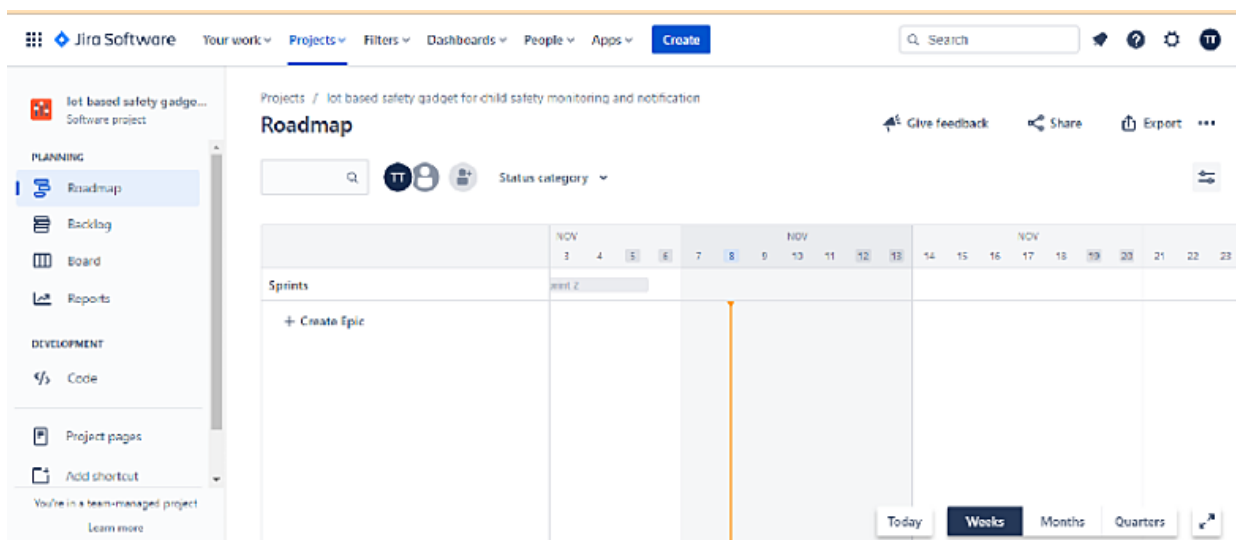 Jira Software Your work Projects Filters Dashboards People Apps Create Search TT
Iot based safety gadge...
Software project
PLANNING
Roadmap
Backlog
Board
Reports
DEVELOPMENT
Code
Project pages
Add shortcut
You're in a team-managed project
Learn more
Projects / Iot based safety gadget for child safety monitoring and notification
Roadmap
Give feedback Share Export
TT Status category
NOV NOV NOV
3 4 5 6 7 8 9 10 11 12 13 14 15 16 17 18 19 20 21 22 23
Sprints
2
+ Create Epic
Today Weeks Months Quarters